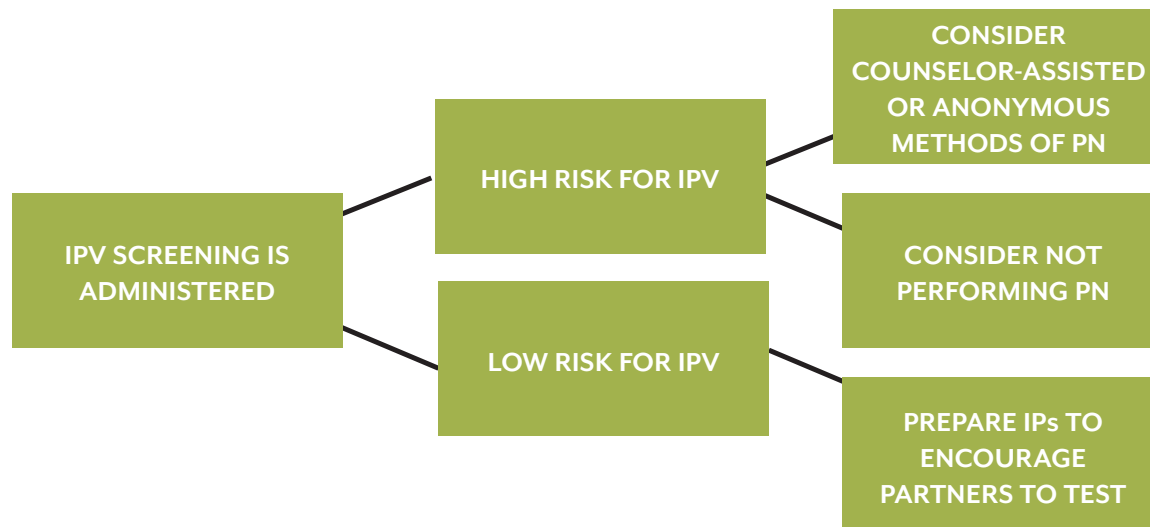 IPV SCREENING IS
ADMINISTERED
HIGH RISK FOR IPV
LOW RISK FOR IPV
CONSIDER
COUNSELOR-ASSISTED
OR ANONYMOUS
METHODS OF PN
CONSIDER NOT
PERFORMING PN
PREPARE IPs TO
ENCOURAGE
PARTNERS TO TEST